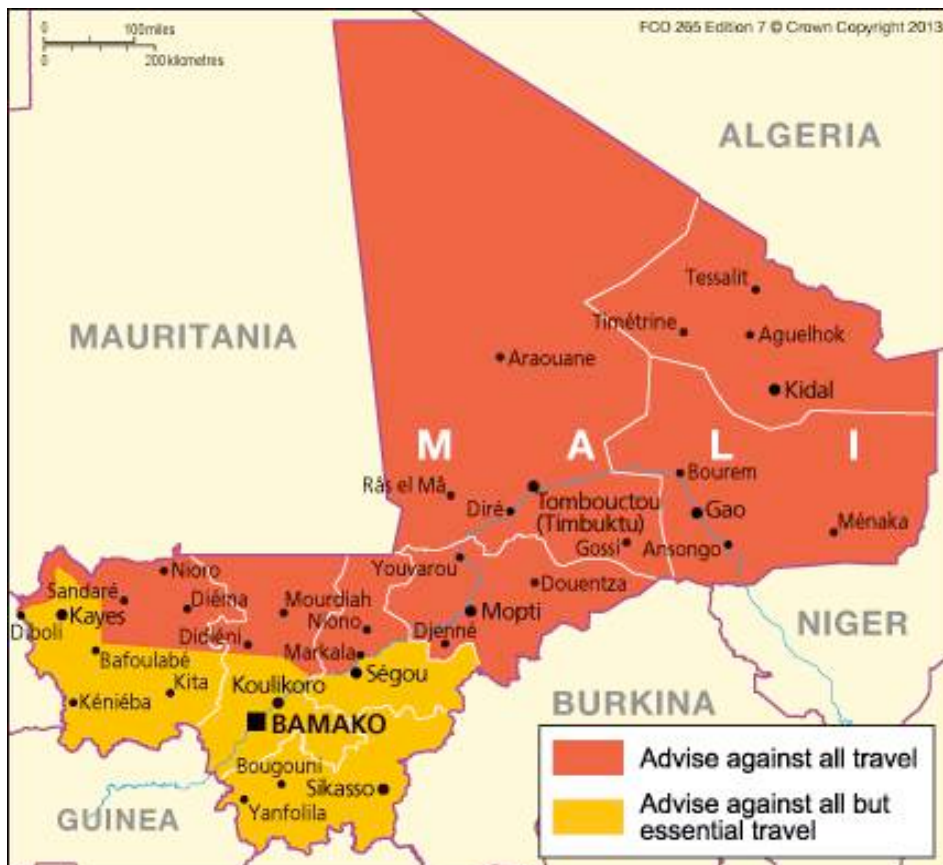 0 100miles
0 200kilometres
FCO 265 Edition 7 © Crown Copyright 2013
ALGERIA
MAURITANIA
Tessalit
Timétrine
Aguelhok
Araouane
Kidal
M A L I
Bourem
Râs el Mâ
Diré
Tombouctou
(Timbuktu)
Gao
Ménaka
Gossi
Ansongo
Youvarou
Douentza
Nioro
Sandaré
Diéma
Mourdiah
Kayes
Niono
Mopti
Diboli
Didiéni
Djenné
NIGER
Bafoulabé
Markala
Ségou
Kita
Koulikoro
Kéniéba
BAMAKO
BURKINA
Bougouni
Sikasso
Yanfolila
GUINEA
Advise against all travel
Advise against all but
essential travel